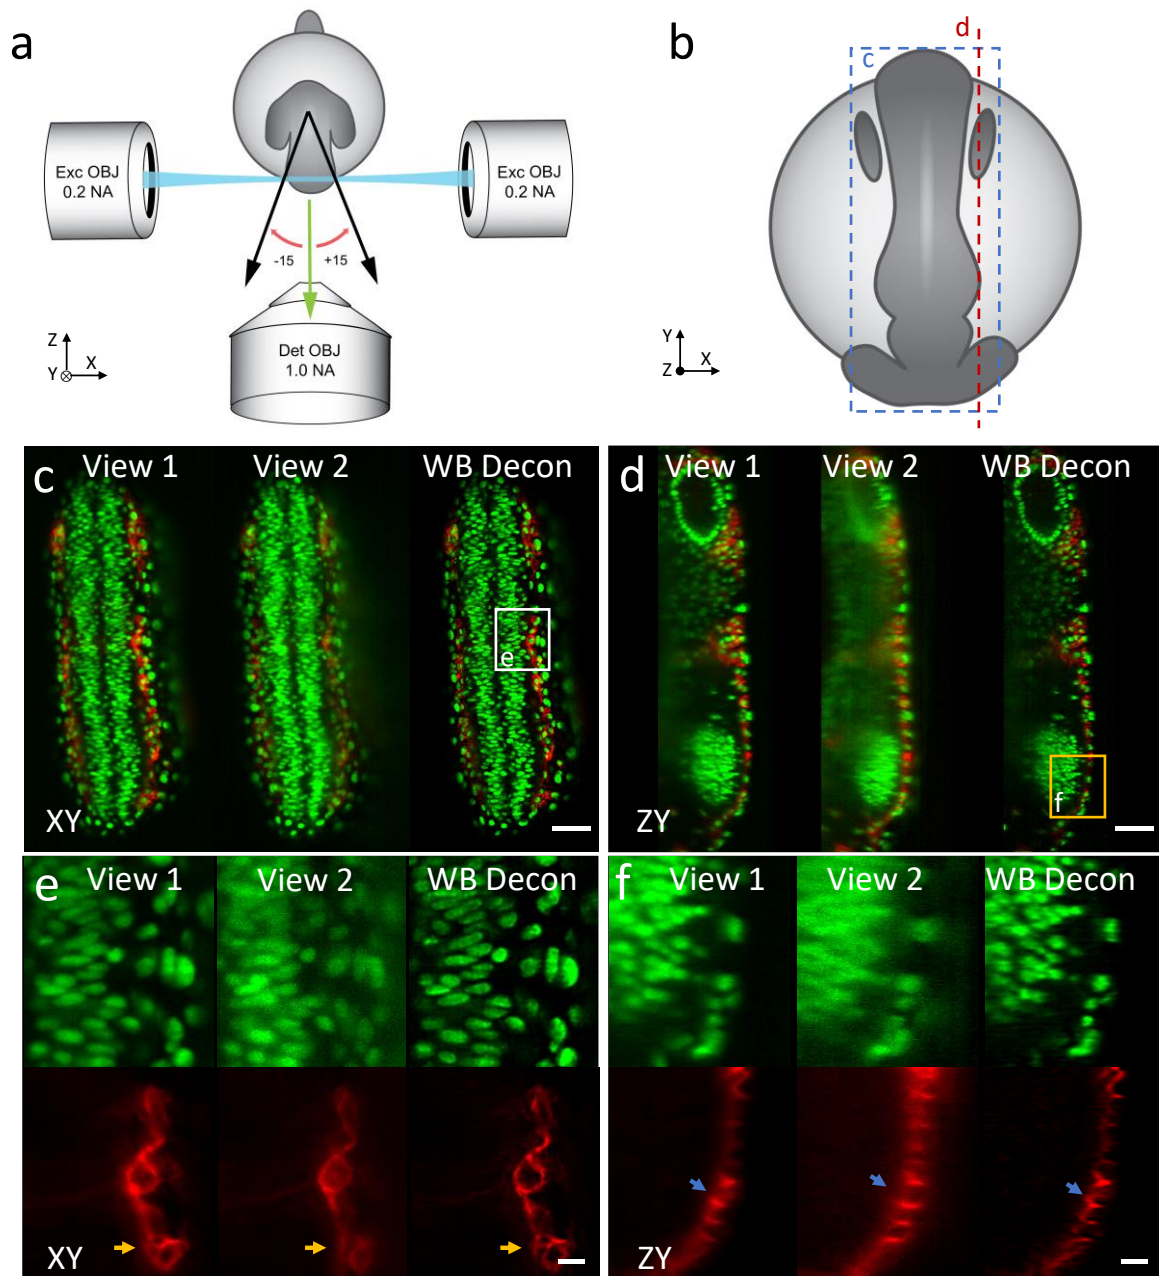 a
Exc OBJ
0.2 NA
Exc OBJ
0.2 NA
-15
+15
Det OBJ
1.0 NA
Z
X
Y
b
c
d
Y
X
Z
c
View 1
View 2
WB Decon
e
XY
d
View 1
View 2
WB Decon
f
ZY
e
View 1
View 2
WB Decon
XY
f
View 1
View 2
WB Decon
ZY